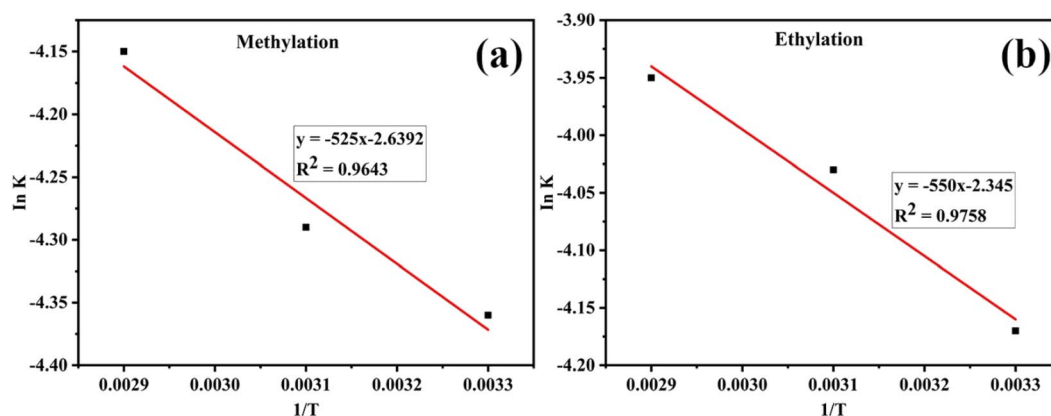 Methylation
(a)
y = -525x-2.6392
R² = 0.9643
In K
-4.15
-4.20
-4.25
-4.30
-4.35
-4.40
0.0029 0.0030 0.0031 0.0032 0.0033
1/T
Ethylation
(b)
y = -550x-2.345
R² = 0.9758
In K
-3.90
-3.95
-4.00
-4.05
-4.10
-4.15
-4.20
0.0029 0.0030 0.0031 0.0032 0.0033
1/T